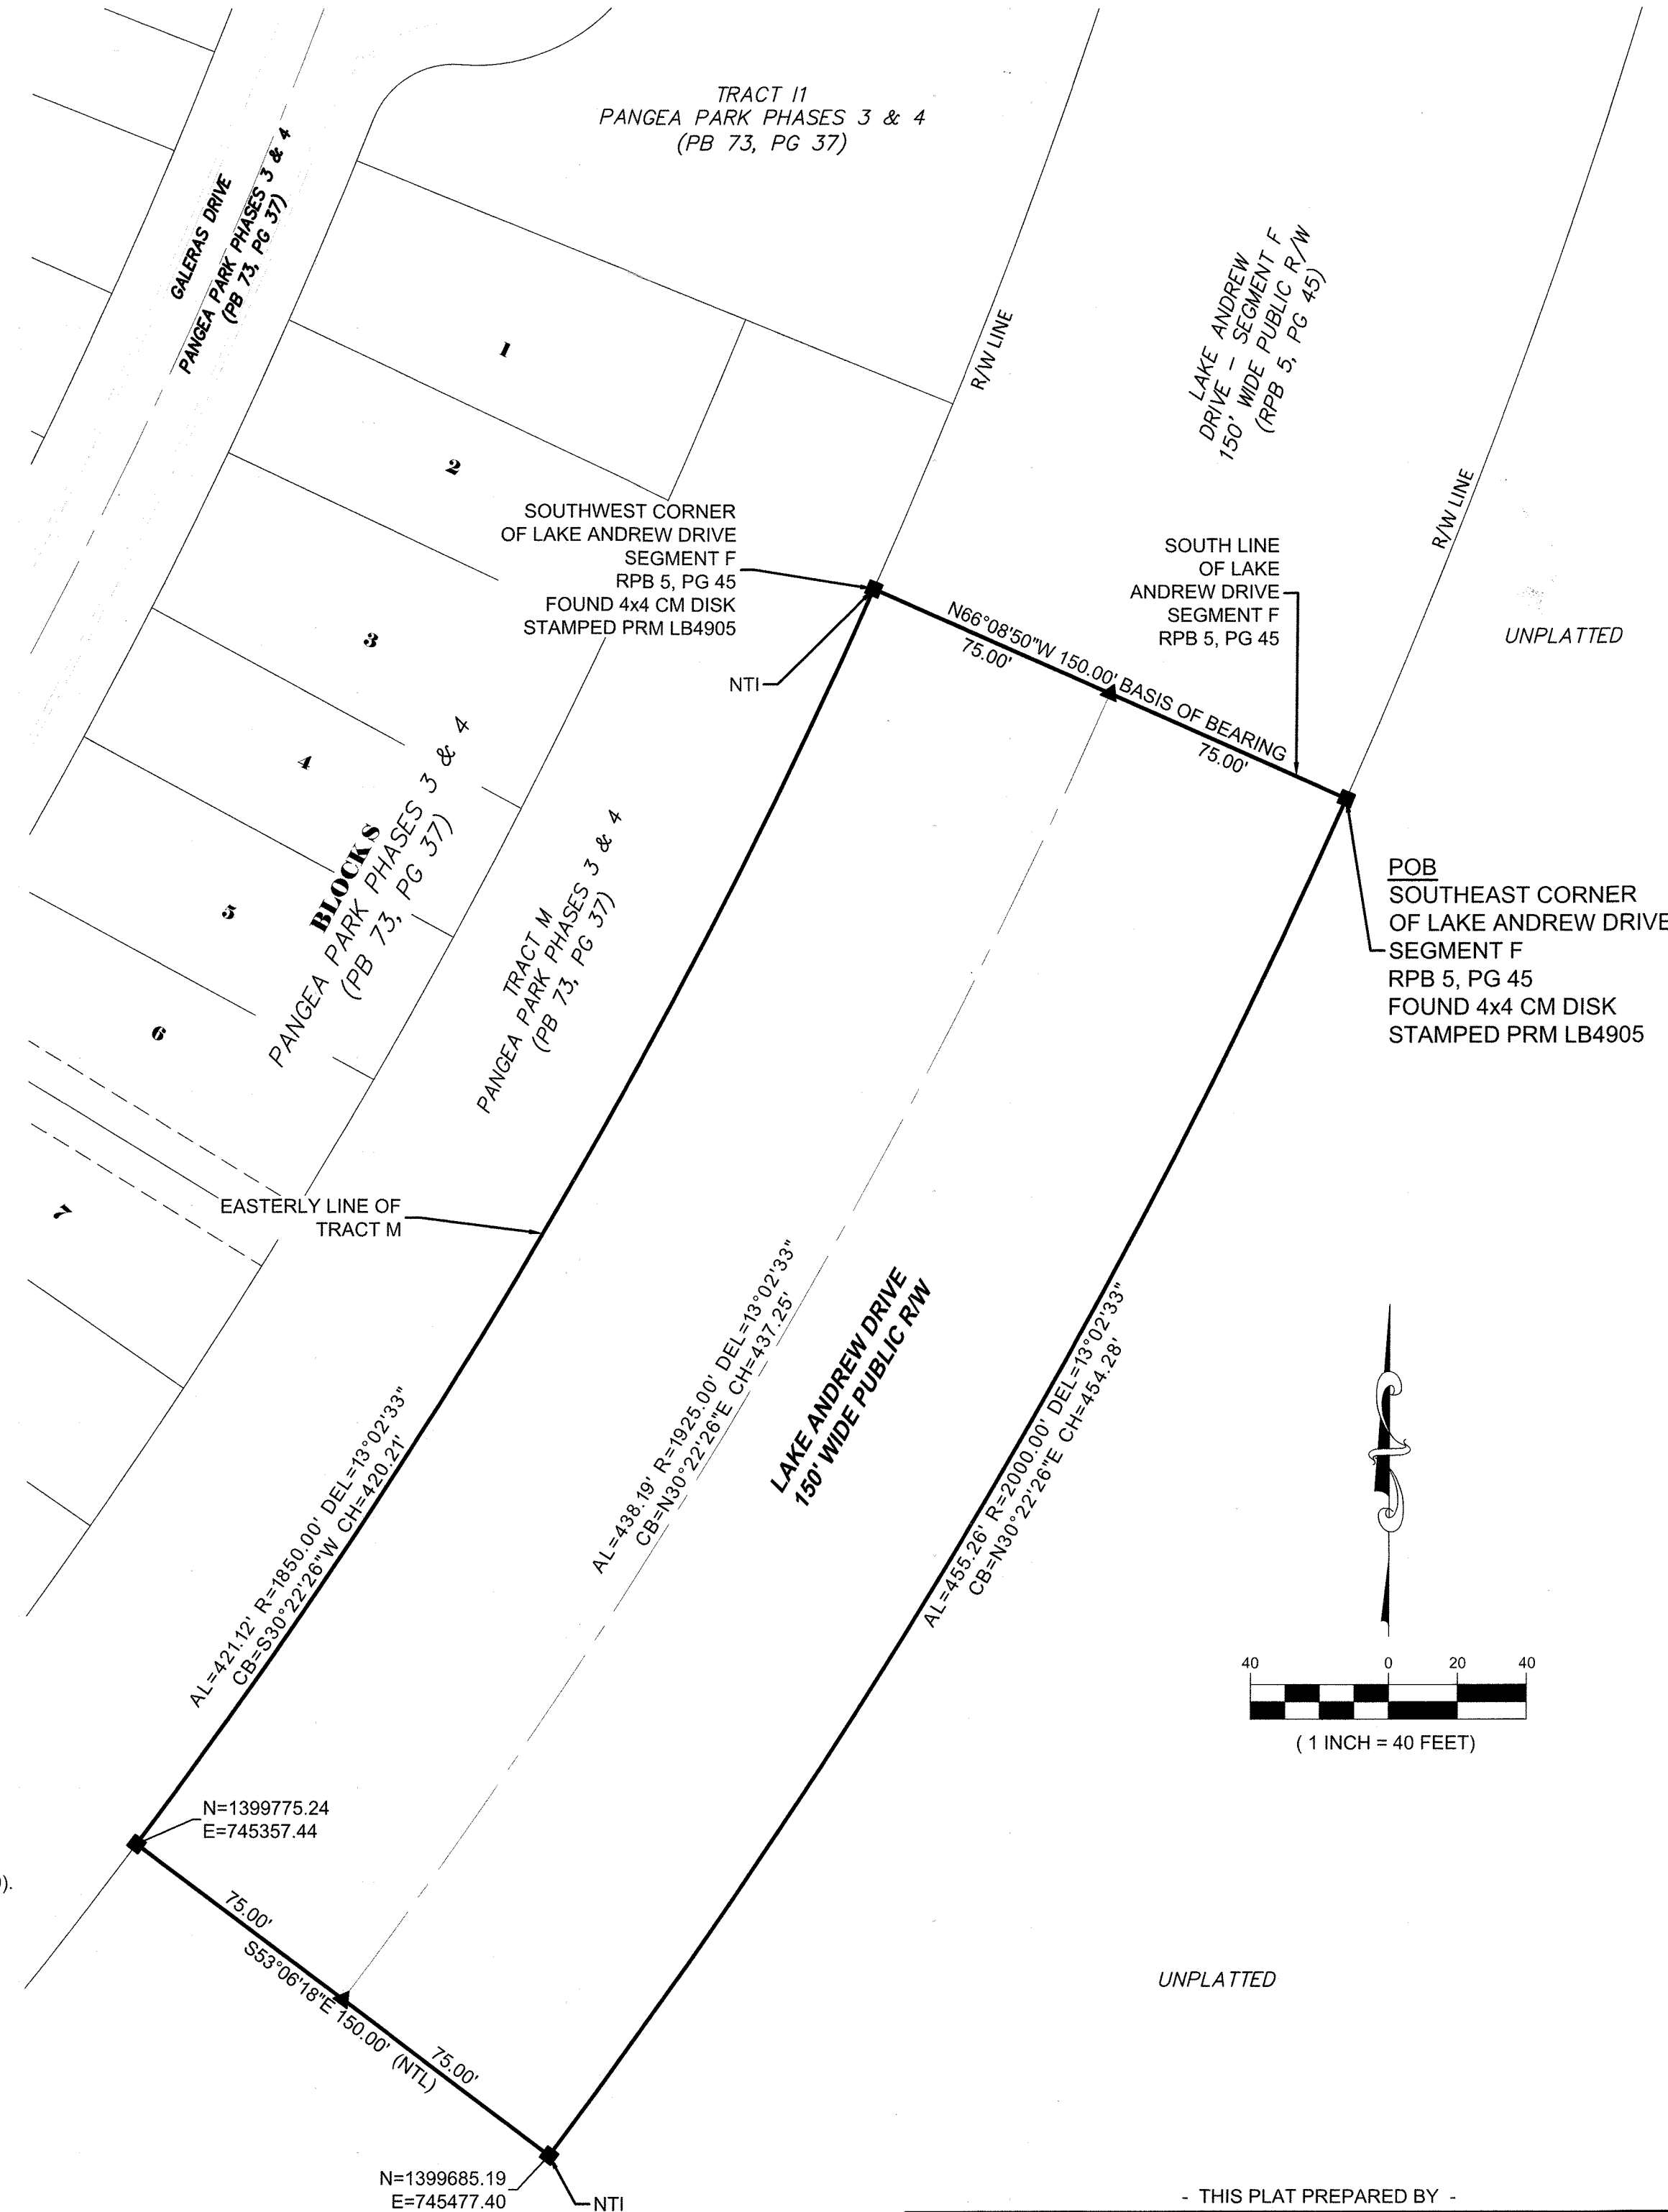 TRACT I1
PANGEA PARK PHASES 3 & 4
(PB 73, PG 37)
GALERAS DRIVE
PANGEA PARK PHASES 3 & 4
(PB 73, PG 37)
LAKE ANDREW
DRIVE - SEGMENT F
150' WIDE PUBLIC R/W
(RPB 5, PG 45)
R/W LINE
R/W LINE
1
2
3
4
5
6
7
SOUTHWEST CORNER
OF LAKE ANDREW DRIVE
SEGMENT F
RPB 5, PG 45
FOUND 4x4 CM DISK
STAMPED PRM LB4905
NTI
SOUTH LINE
OF LAKE
ANDREW DRIVE
SEGMENT F
RPB 5, PG 45
UNPLATTED
N66°08'50"W 150.00' BASIS OF BEARING
75.00'
75.00'
POB
SOUTHEAST CORNER
OF LAKE ANDREW DRIVE
SEGMENT F
RPB 5, PG 45
FOUND 4x4 CM DISK
STAMPED PRM LB4905
BLOCK S
PANGEA PARK PHASES 3 & 4
(PB 73, PG 37)
TRACT M
PANGEA PARK PHASES 3 & 4
(PB 73, PG 37)
EASTERLY LINE OF
TRACT M
AL=421.12' R=1850.00' DEL=13°02'33"
CB=S30°22'26"W CH=420.21'
AL=438.19' R=1925.00' DEL=13°02'33"
CB=N30°22'26"E CH=437.25'
LAKE ANDREW DRIVE
150' WIDE PUBLIC R/W
AL=455.26' R=2000.00' DEL=13°02'33"
CB=N30°22'26"E CH=454.28'
40 0 20 40
( 1 INCH = 40 FEET)
N=1399775.24
E=745357.44
).
75.00'
S53°06'18"E 150.00' (NTL)
75.00'
UNPLATTED
N=1399685.19
E=745477.40
NTI
- THIS PLAT PREPARED BY -